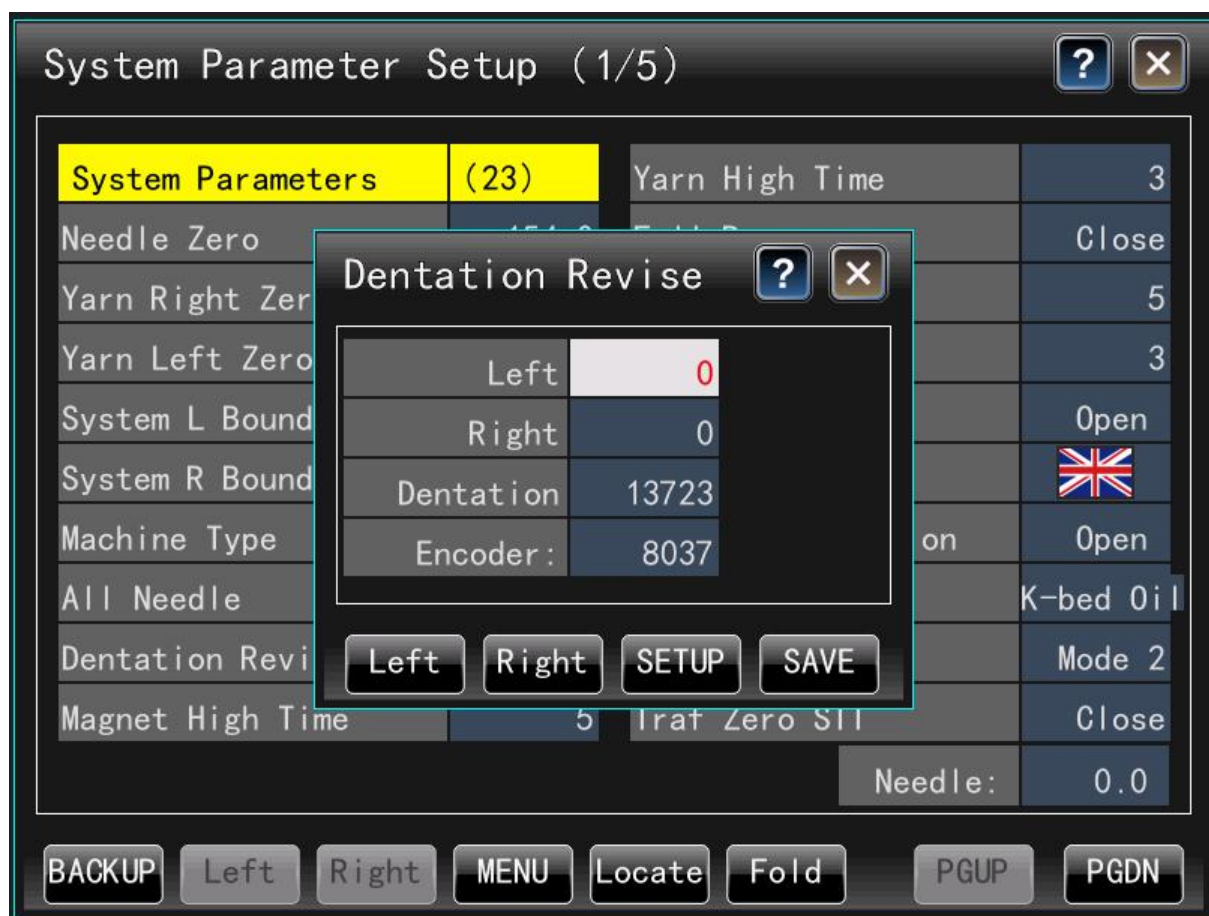 System Parameter Setup (1/5)
?
×
System Parameters (23)
Needle Zero
Yarn Right Zer
Yarn Left Zero
System L Bound
System R Bound
Machine Type
All Needle
Dentation Revi
Magnet High Time 5
Yarn High Time 3
Close
5
3
Open
on Open
K-bed Oil
Mode 2
Close
Needle: 0.0
Dentation Revise
?
×
Left 0
Right 0
Dentation 13723
Encoder: 8037
Left Right SETUP SAVE
BACKUP Left Right MENU Locate Fold PGUP PGDN